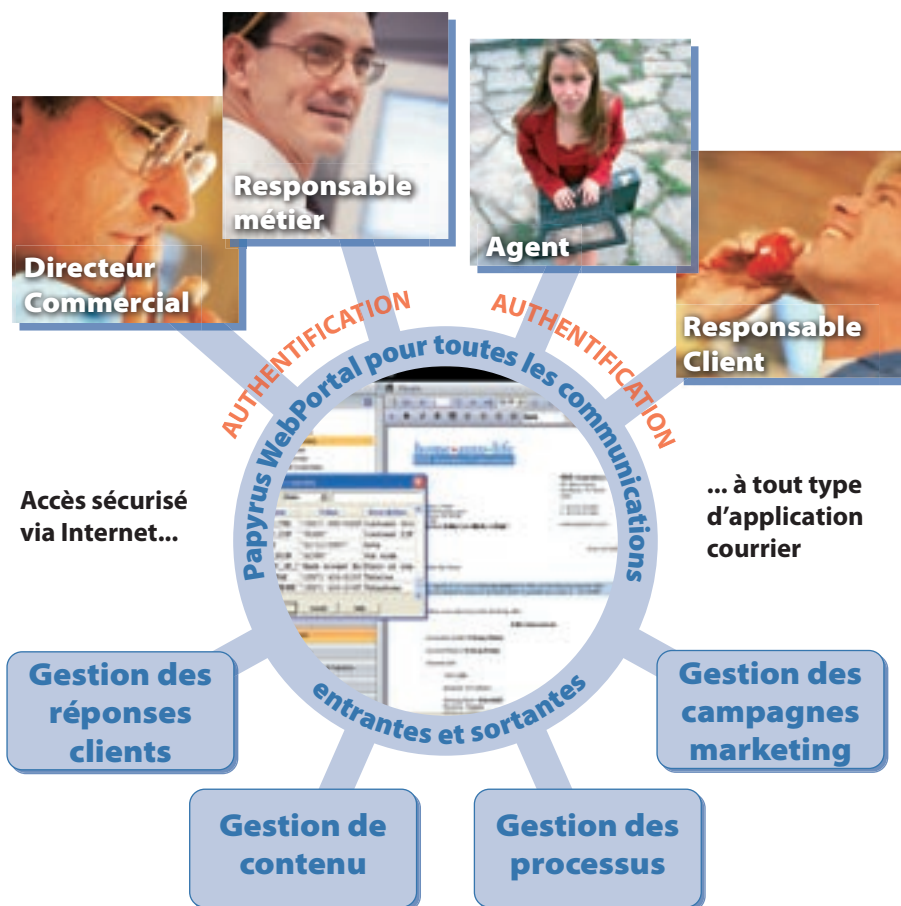 Responsable
métier
Agent
Directeur
Commercial
Responsable
Client
AUTHENTIFICATION
AUTHENTIFICATION
Papyrus WebPortal pour toutes les communications
entrantes et sortantes
Accès sécurisé
via Internet...
... à tout type
d’application
courrier
Gestion des
réponses
clients
Gestion des
campagnes
marketing
Gestion de
contenu
Gestion des
processus